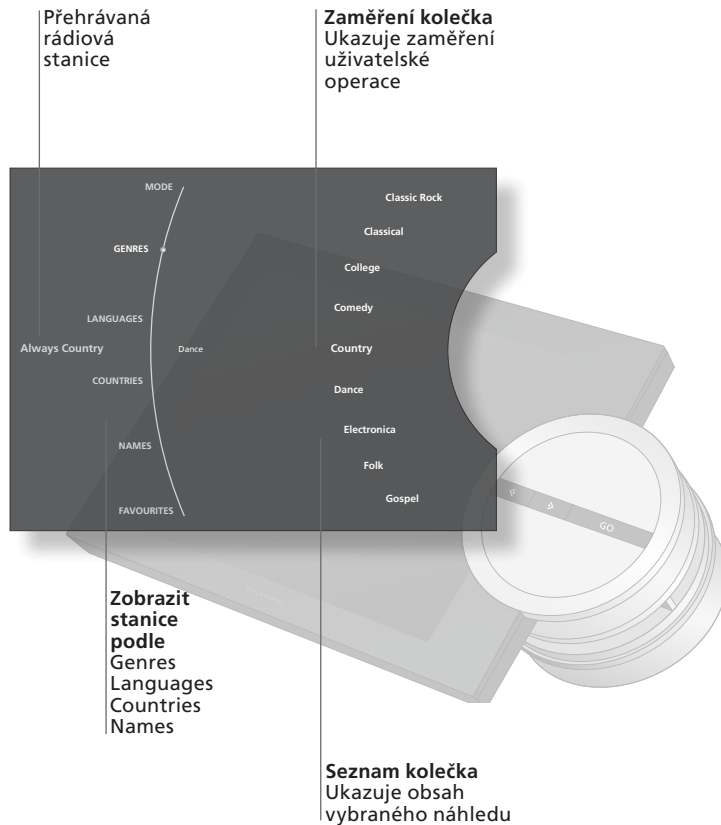 Přehrávaná
rádiová
stanice
Zaměření kolečka
Ukazuje zaměření
uživatelské
operace
MODE
GENRES
LANGUAGES
Always Country
COUNTRIES
NAMES
FAVOURITES
Dance
Classic Rock
Classical
College
Comedy
Country
Dance
Electronica
Folk
Gospel
GO
Zobrazit
stanice
podle
Genres
Languages
Countries
Names
Seznam kolečka
Ukazuje obsah
vybraného náhledu